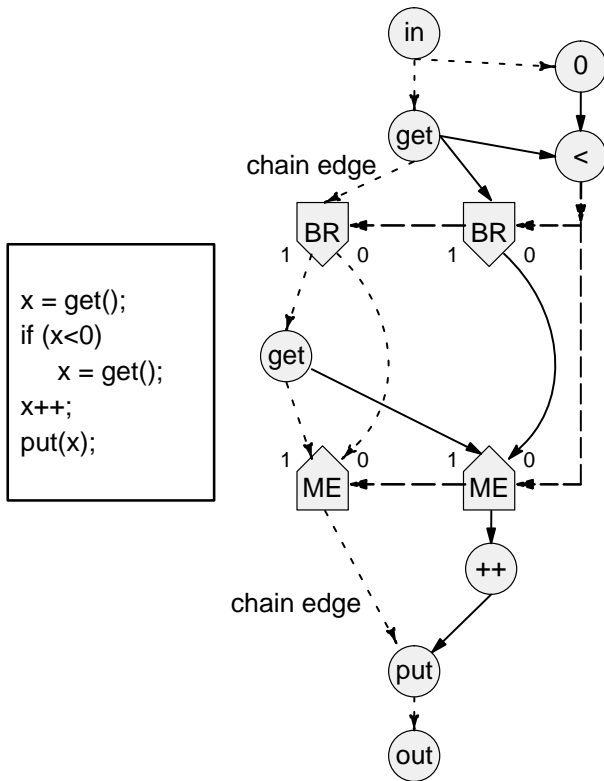 in
0
get
<
chain edge
BR
BR
1
0
1
0
x = get();
if (x<0)
x = get();
x++;
put(x);
get
1
0
1
0
ME
ME
++
chain edge
put
out